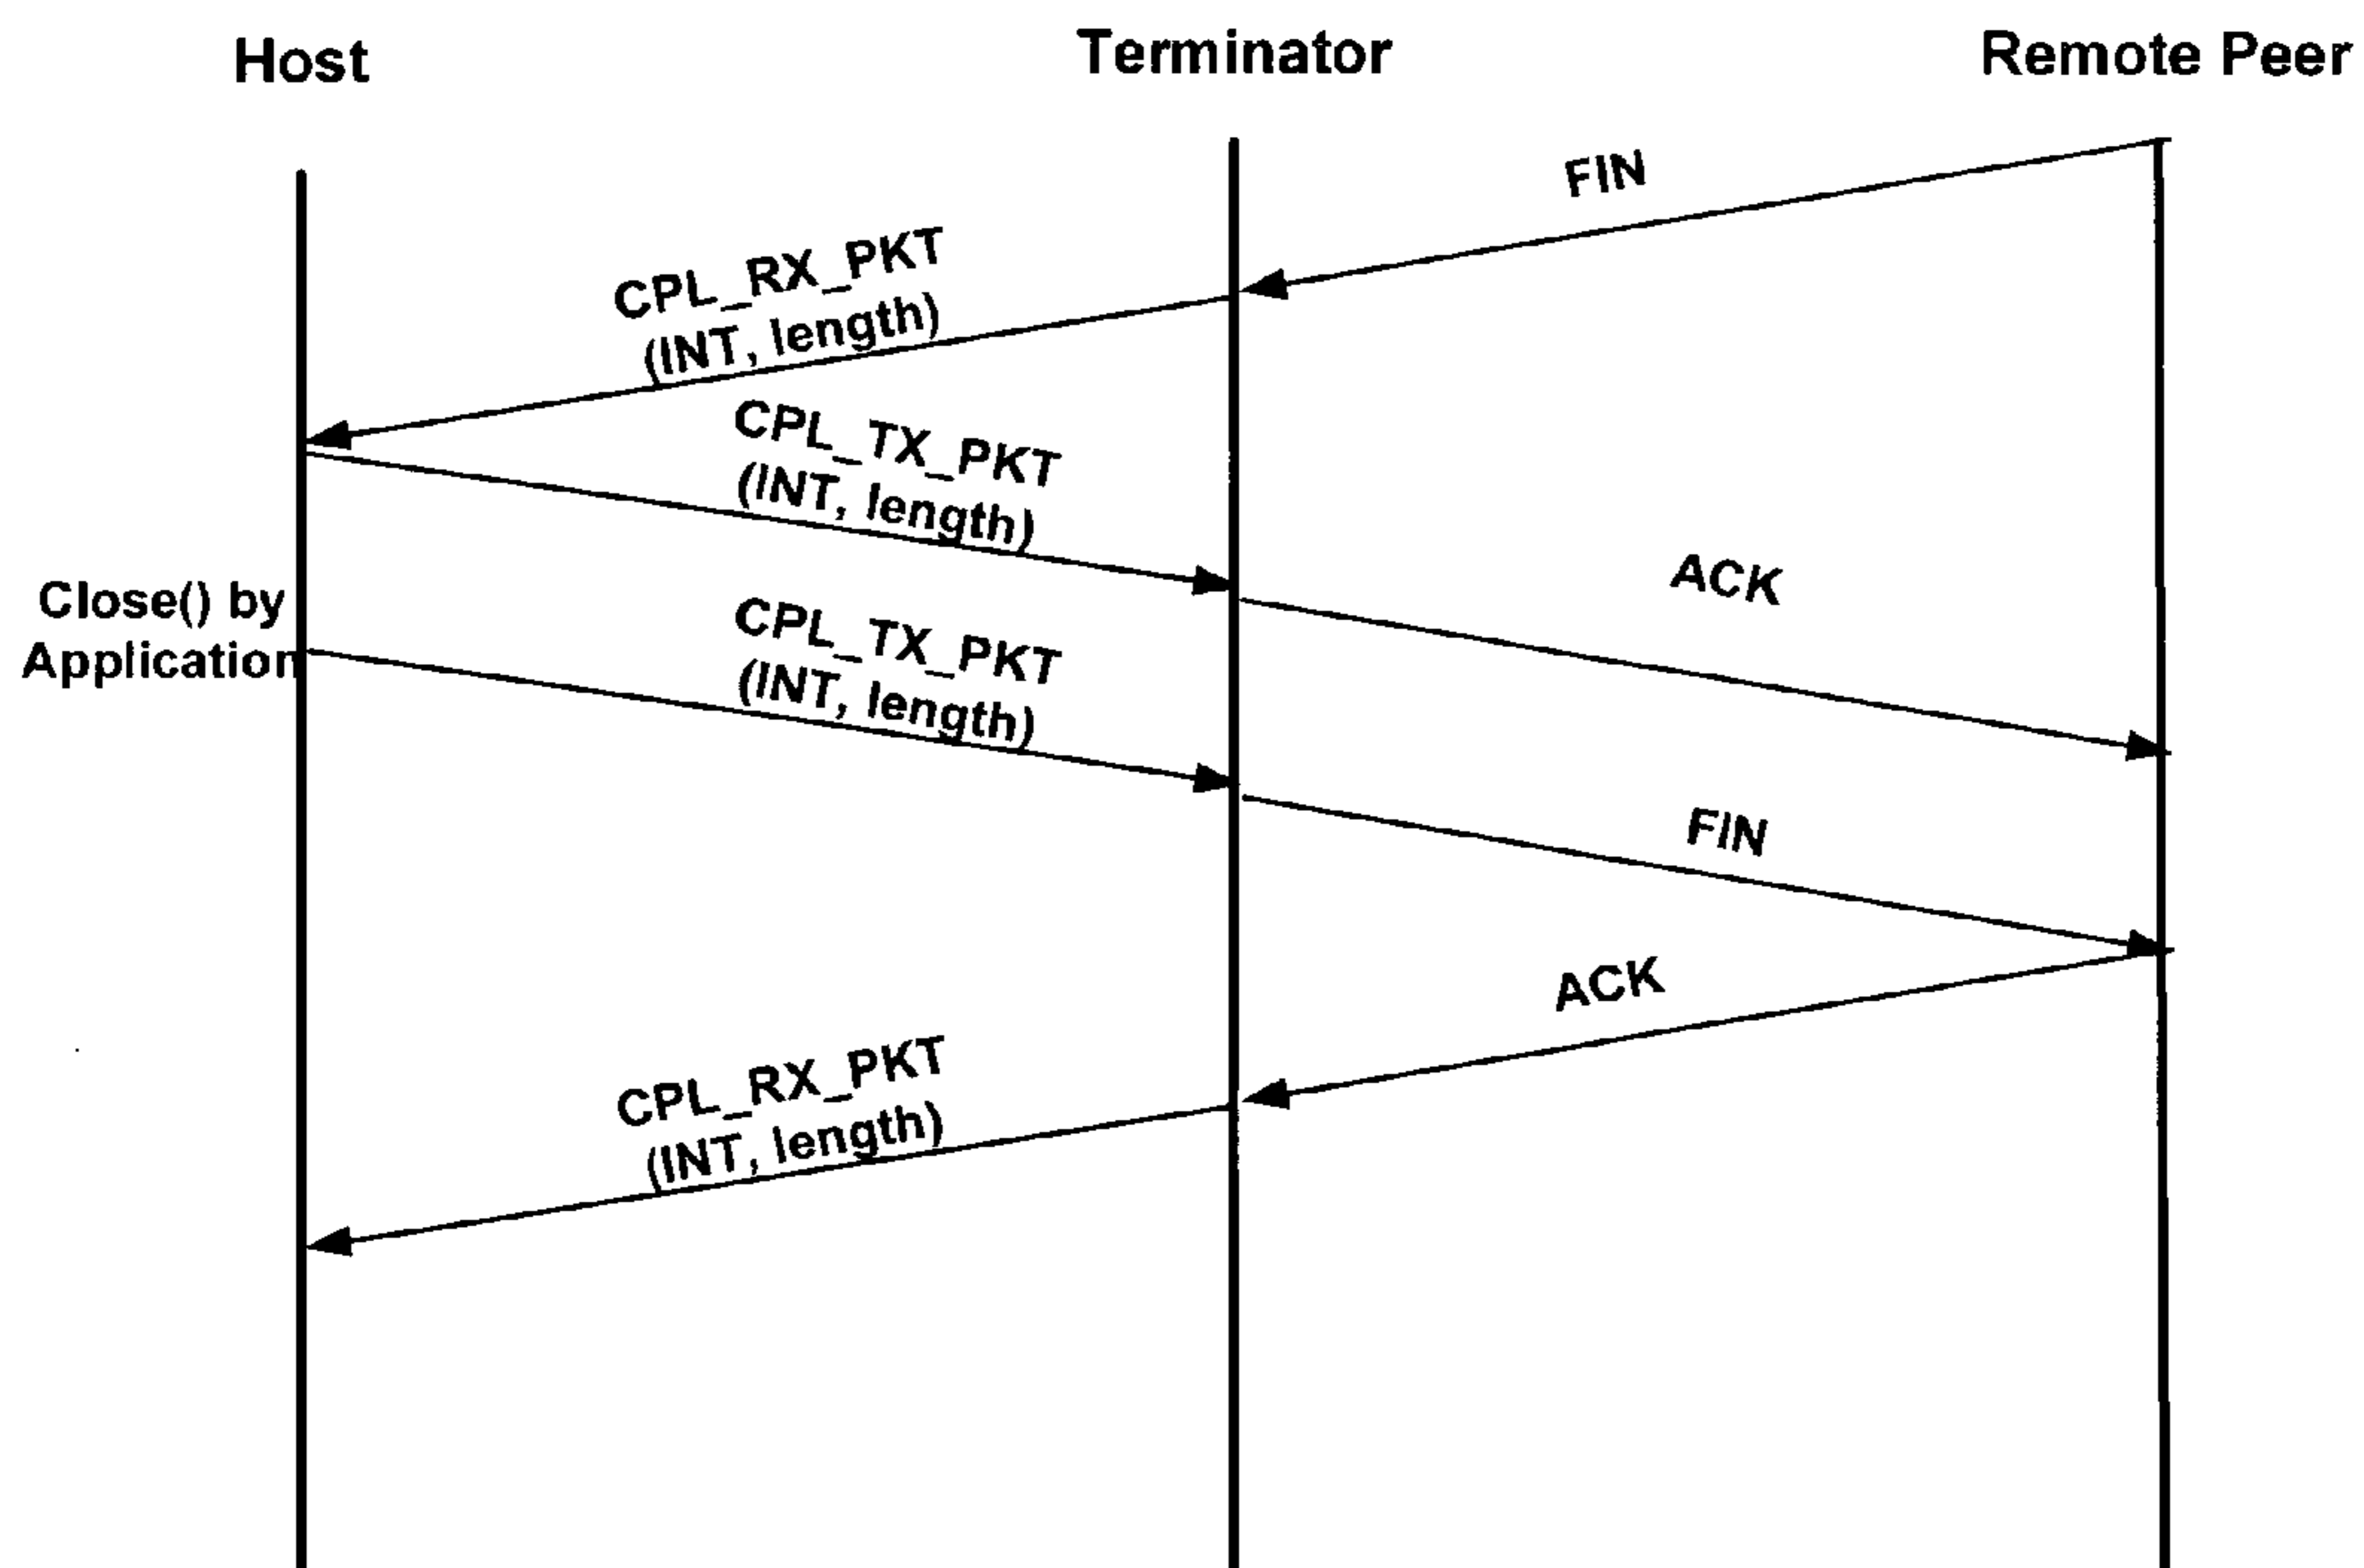 Host
Terminator
Remote Peer
FIN
CPL_RX_PKT
(INT, length)
CPL_TX_PKT
(INT, length)
ACK
Close() by
Application
CPL_TX_PKT
(INT, length)
FIN
ACK
CPL_RX_PKT
(INT, length)